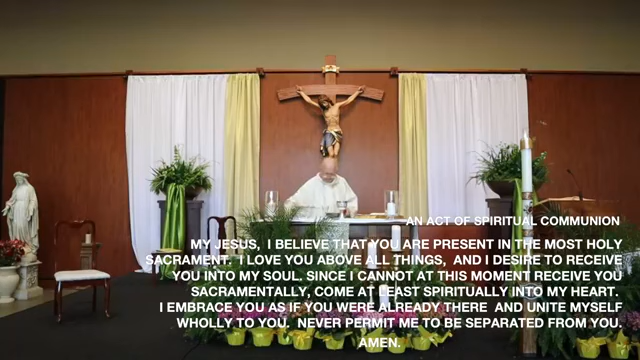 AN ACT OF SPIRITUAL COMMUNION
MY JESUS, I BELIEVE THAT YOU ARE PRESENT IN THE MOST HOLY
SACRAMENT. I LOVE YOU ABOVE ALL THINGS, AND I DESIRE TO RECEIVE
YOU INTO MY SOUL. SINCE I CANNOT AT THIS MOMENT RECEIVE YOU
SACRAMENTALLY, COME AT LEAST SPIRITUALLY INTO MY HEART.
I EMBRACE YOU AS IF YOU WERE ALREADY THERE AND UNITE MYSELF
WHOLLY TO YOU. NEVER PERMIT ME TO BE SEPARATED FROM YOU.
AMEN.